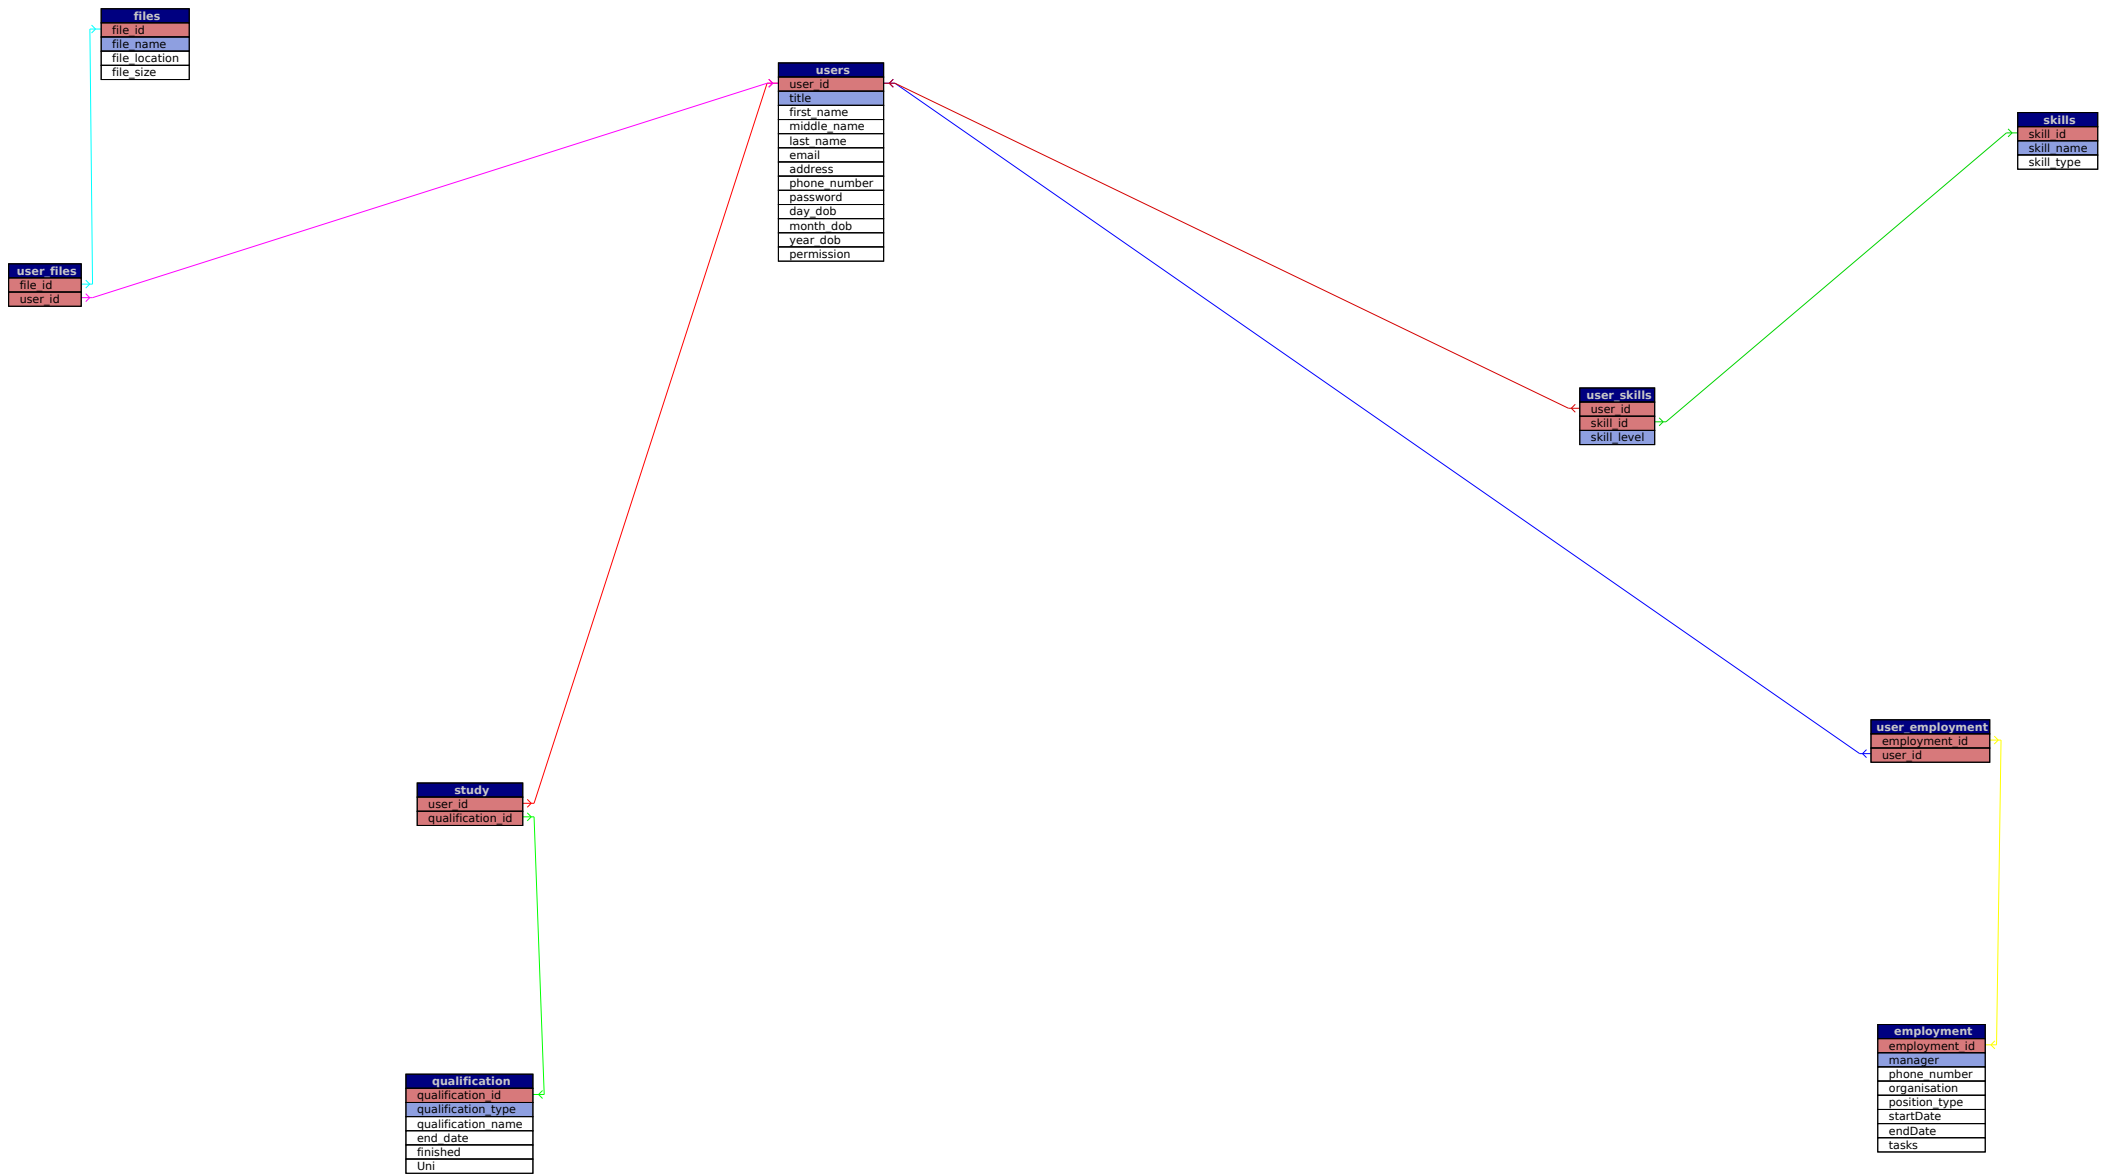 files
file_id
file_name
file_location
file_size
users
user_id
title
first_name
middle_name
last_name
email
address
phone_number
password
day_dob
month_dob
year_dob
permission
skills
skill_id
skill_name
skill_type
user_files
file_id
user_id
user_skills
user_id
skill_id
skill_level
user_employment
employment_id
user_id
study
user_id
qualification_id
employment
employment_id
manager
phone_number
organisation
position_type
startDate
endDate
tasks
qualification
qualification_id
qualification_type
qualification_name
end_date
finished
Uni